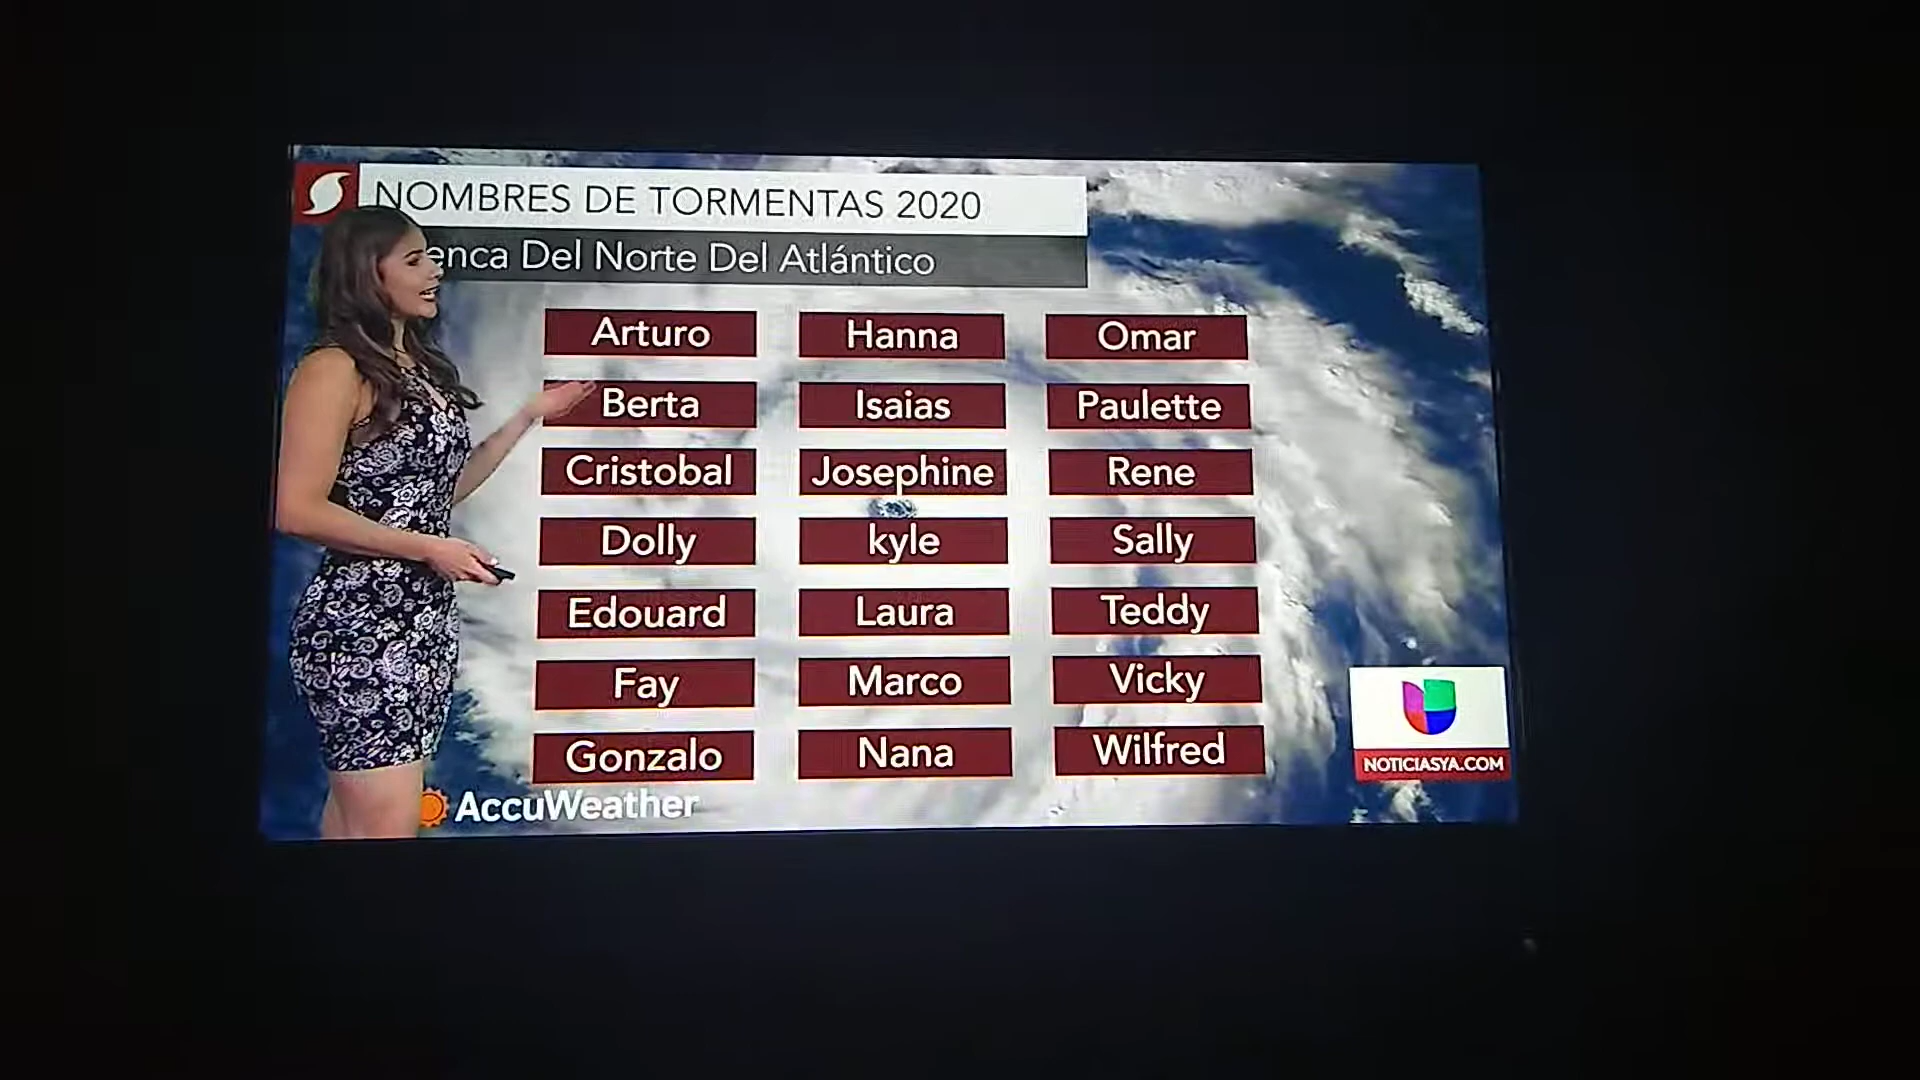 NOMBRES DE TORMENTAS 2020
enca Del Norte Del Atlántico
Arturo Hanna Omar
Berta Isaias Paulette
Cristobal Josephine Rene
Dolly kyle Sally
Edouard Laura Teddy
Fay Marco Vicky
Gonzalo Nana Wilfred
AccuWeather
NOTICIASYA.COM